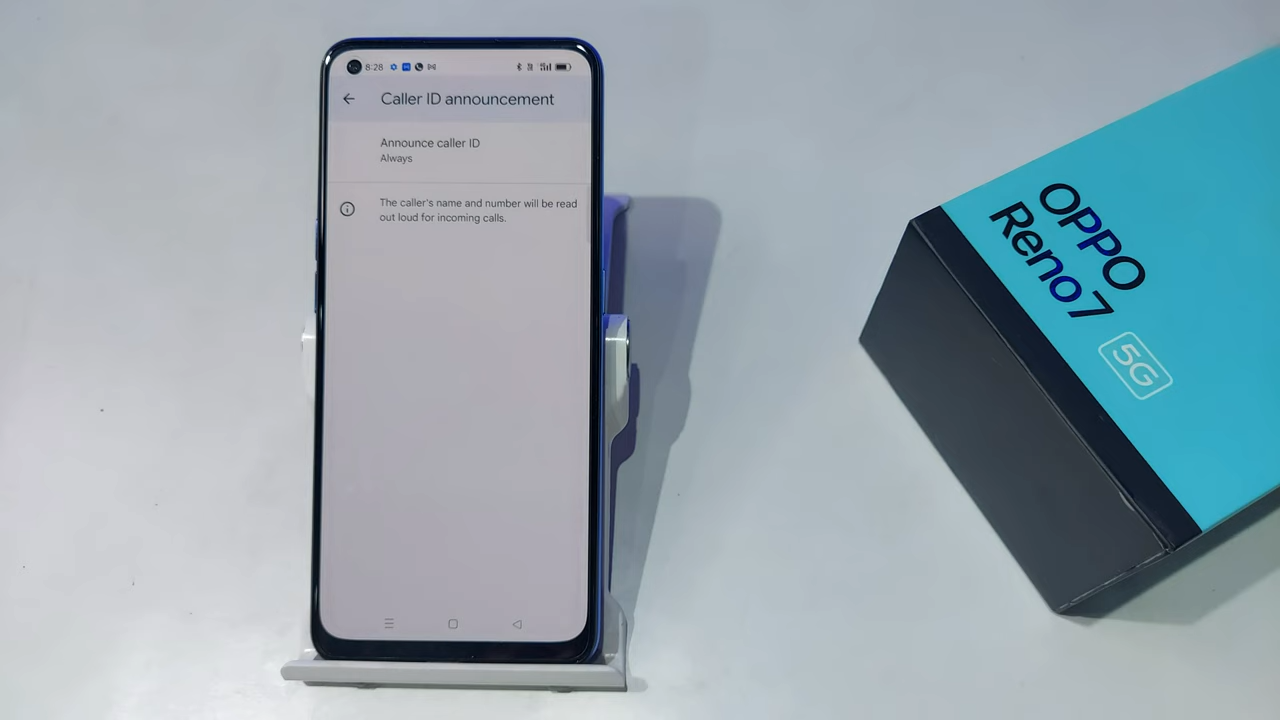 8:28
Caller ID announcement
Announce caller ID
Always
The caller's name and number will be read
out loud for incoming calls.
OPPO
Reno7
5G